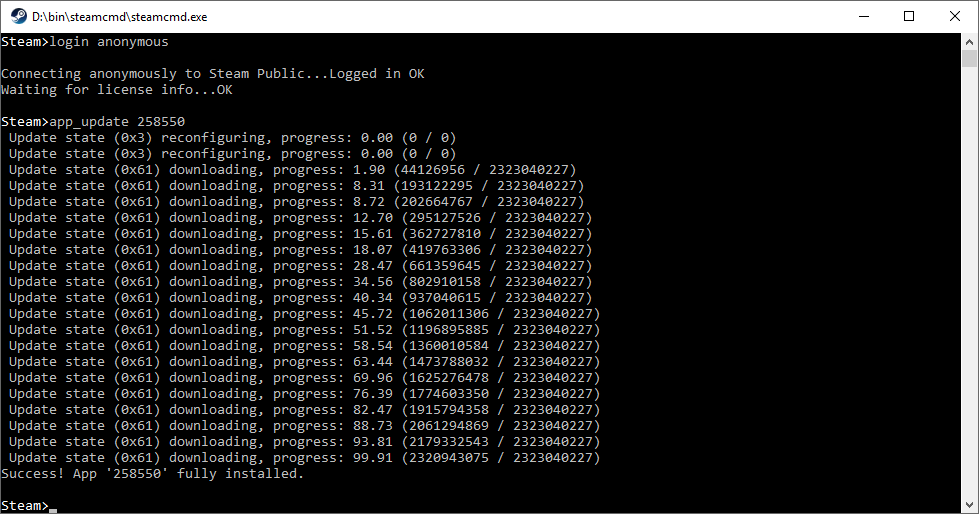 D:\bin\steamcmd\steamcmd.exe
Steam>login anonymous
Connecting anonymously to Steam Public...Logged in OK
Waiting for license info...OK
Steam>app_update 258550
Update state (0x3) reconfiguring, progress: 0.00 (0 / 0)
Update state (0x3) reconfiguring, progress: 0.00 (0 / 0)
Update state (0x61) downloading, progress: 1.90 (44126956 / 2323040227)
Update state (0x61) downloading, progress: 8.31 (193122295 / 2323040227)
Update state (0x61) downloading, progress: 8.72 (202664767 / 2323040227)
Update state (0x61) downloading, progress: 12.70 (295127526 / 2323040227)
Update state (0x61) downloading, progress: 15.61 (362727810 / 2323040227)
Update state (0x61) downloading, progress: 18.07 (419763306 / 2323040227)
Update state (0x61) downloading, progress: 28.47 (661359645 / 2323040227)
Update state (0x61) downloading, progress: 34.56 (802910158 / 2323040227)
Update state (0x61) downloading, progress: 40.34 (937040615 / 2323040227)
Update state (0x61) downloading, progress: 45.72 (1062011306 / 2323040227)
Update state (0x61) downloading, progress: 51.52 (1196895885 / 2323040227)
Update state (0x61) downloading, progress: 58.54 (1360010584 / 2323040227)
Update state (0x61) downloading, progress: 63.44 (1473788032 / 2323040227)
Update state (0x61) downloading, progress: 69.96 (1625276478 / 2323040227)
Update state (0x61) downloading, progress: 76.39 (1774603350 / 2323040227)
Update state (0x61) downloading, progress: 82.47 (1915794358 / 2323040227)
Update state (0x61) downloading, progress: 88.73 (2061294869 / 2323040227)
Update state (0x61) downloading, progress: 93.81 (2179332543 / 2323040227)
Update state (0x61) downloading, progress: 99.91 (2320943075 / 2323040227)
Success! App '258550' fully installed.
Steam>_